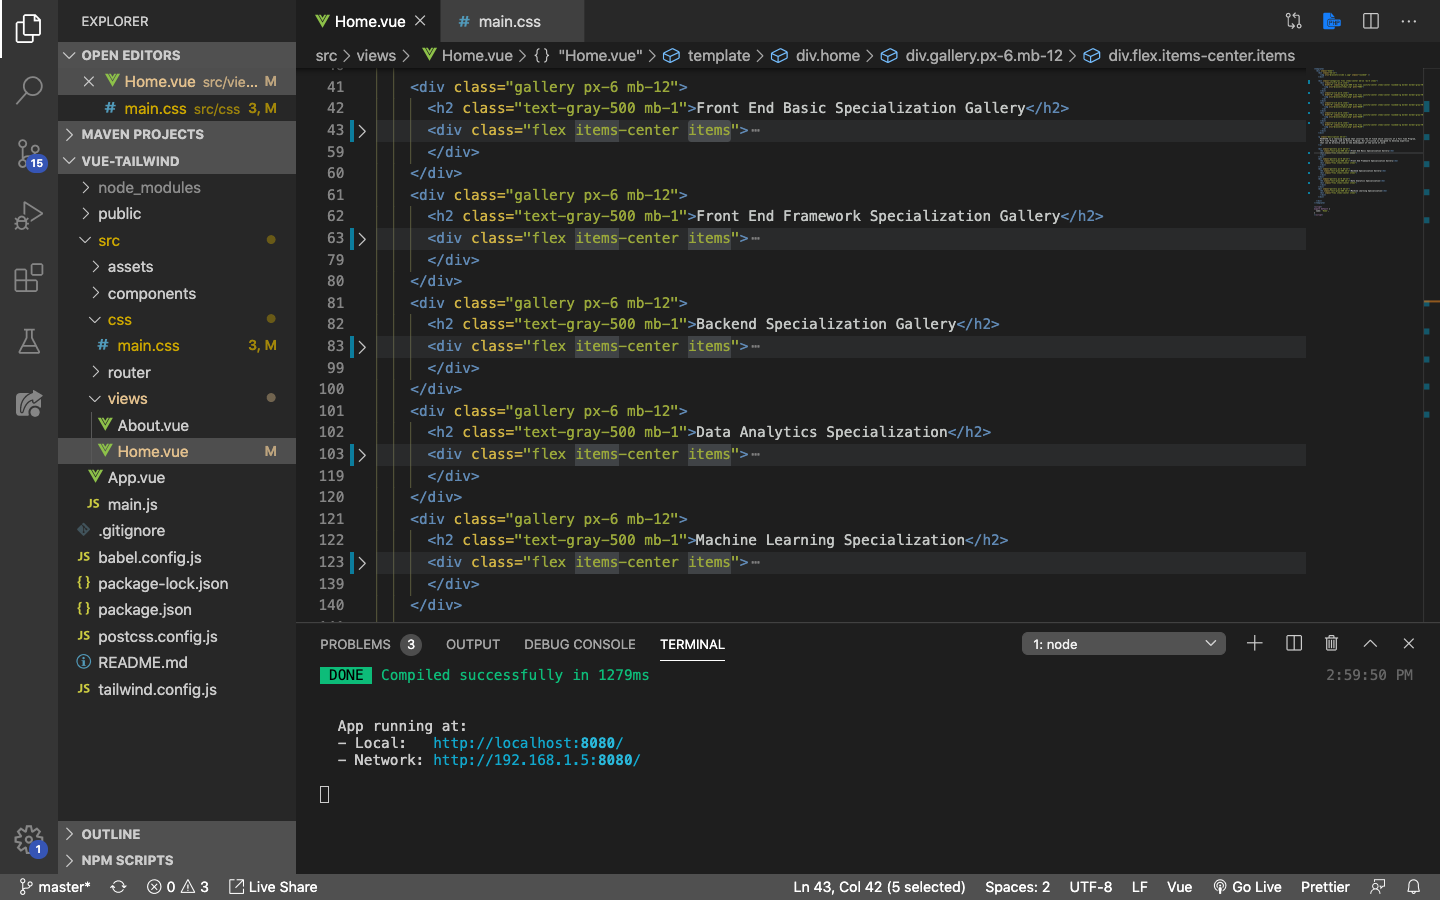 EXPLORER
OPEN EDITORS
Home.vue src/vie... M
# main.css src/css 3, M
MAVEN PROJECTS
VUE-TAILWIND
node_modules
public
src
assets
components
css
# main.css 3, M
router
views
About.vue
Home.vue M
App.vue
JS main.js
.gitignore
JS babel.config.js
{} package-lock.json
{} package.json
JS postcss.config.js
README.md
JS tailwind.config.js
OUTLINE
NPM SCRIPTS
15
1
Home.vue
# main.css
src > views > Home.vue > {} "Home.vue" > template > div.home > div.gallery.px-6.mb-12 > div.flex.items-center.items
41 <div class="gallery px-6 mb-12">
42 <h2 class="text-gray-500 mb-1">Front End Basic Specialization Gallery</h2>
43 <div class="flex items-center items">⋯
59 </div>
60 </div>
61 <div class="gallery px-6 mb-12">
62 <h2 class="text-gray-500 mb-1">Front End Framework Specialization Gallery</h2>
63 <div class="flex items-center items">⋯
79 </div>
80 </div>
81 <div class="gallery px-6 mb-12">
82 <h2 class="text-gray-500 mb-1">Backend Specialization Gallery</h2>
83 <div class="flex items-center items">⋯
99 </div>
100 </div>
101 <div class="gallery px-6 mb-12">
102 <h2 class="text-gray-500 mb-1">Data Analytics Specialization</h2>
103 <div class="flex items-center items">⋯
119 </div>
120 </div>
121 <div class="gallery px-6 mb-12">
122 <h2 class="text-gray-500 mb-1">Machine Learning Specialization</h2>
123 <div class="flex items-center items">⋯
139 </div>
140 </div>
PROBLEMS 3 OUTPUT DEBUG CONSOLE TERMINAL 1: node
DONE Compiled successfully in 1279ms 2:59:50 PM
App running at:
- Local: http://localhost:8080/
- Network: http://192.168.1.5:8080/
master* 0 3 Live Share Ln 43, Col 42 (5 selected) Spaces: 2 UTF-8 LF Vue Go Live Prettier